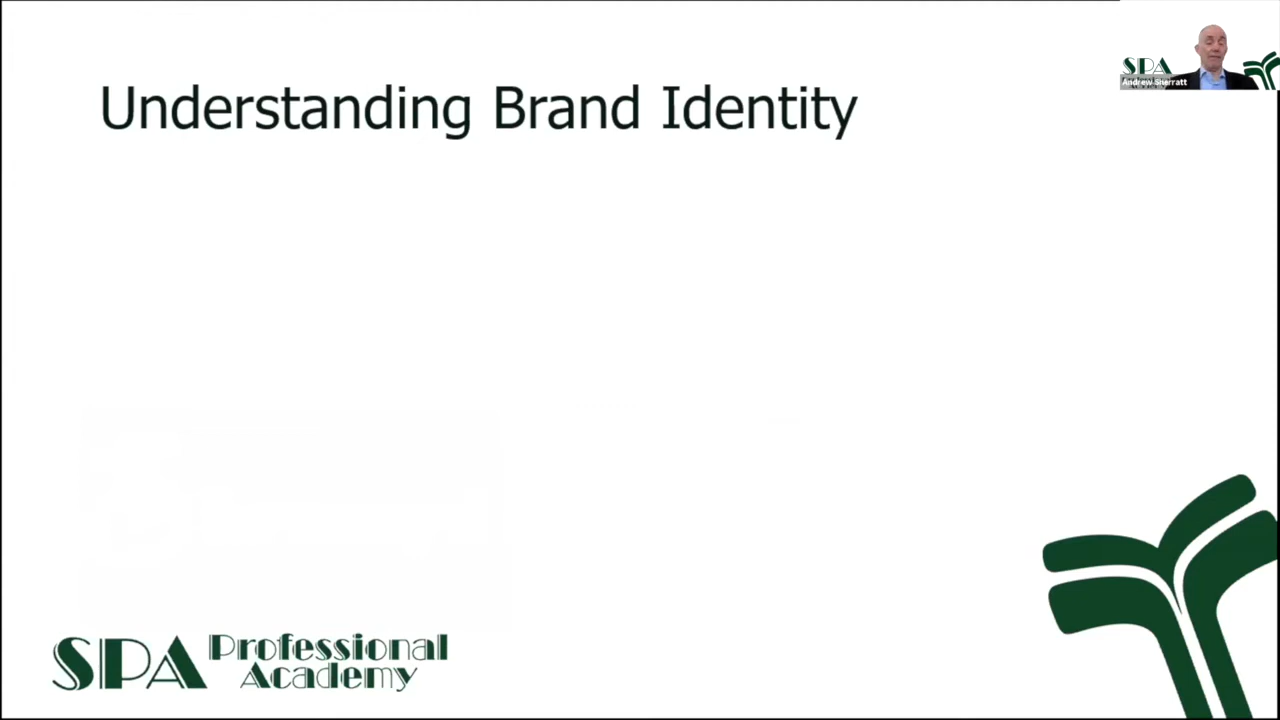 Understanding Brand Identity
SPA
Andrew Sherratt
SPA Professional
Academy